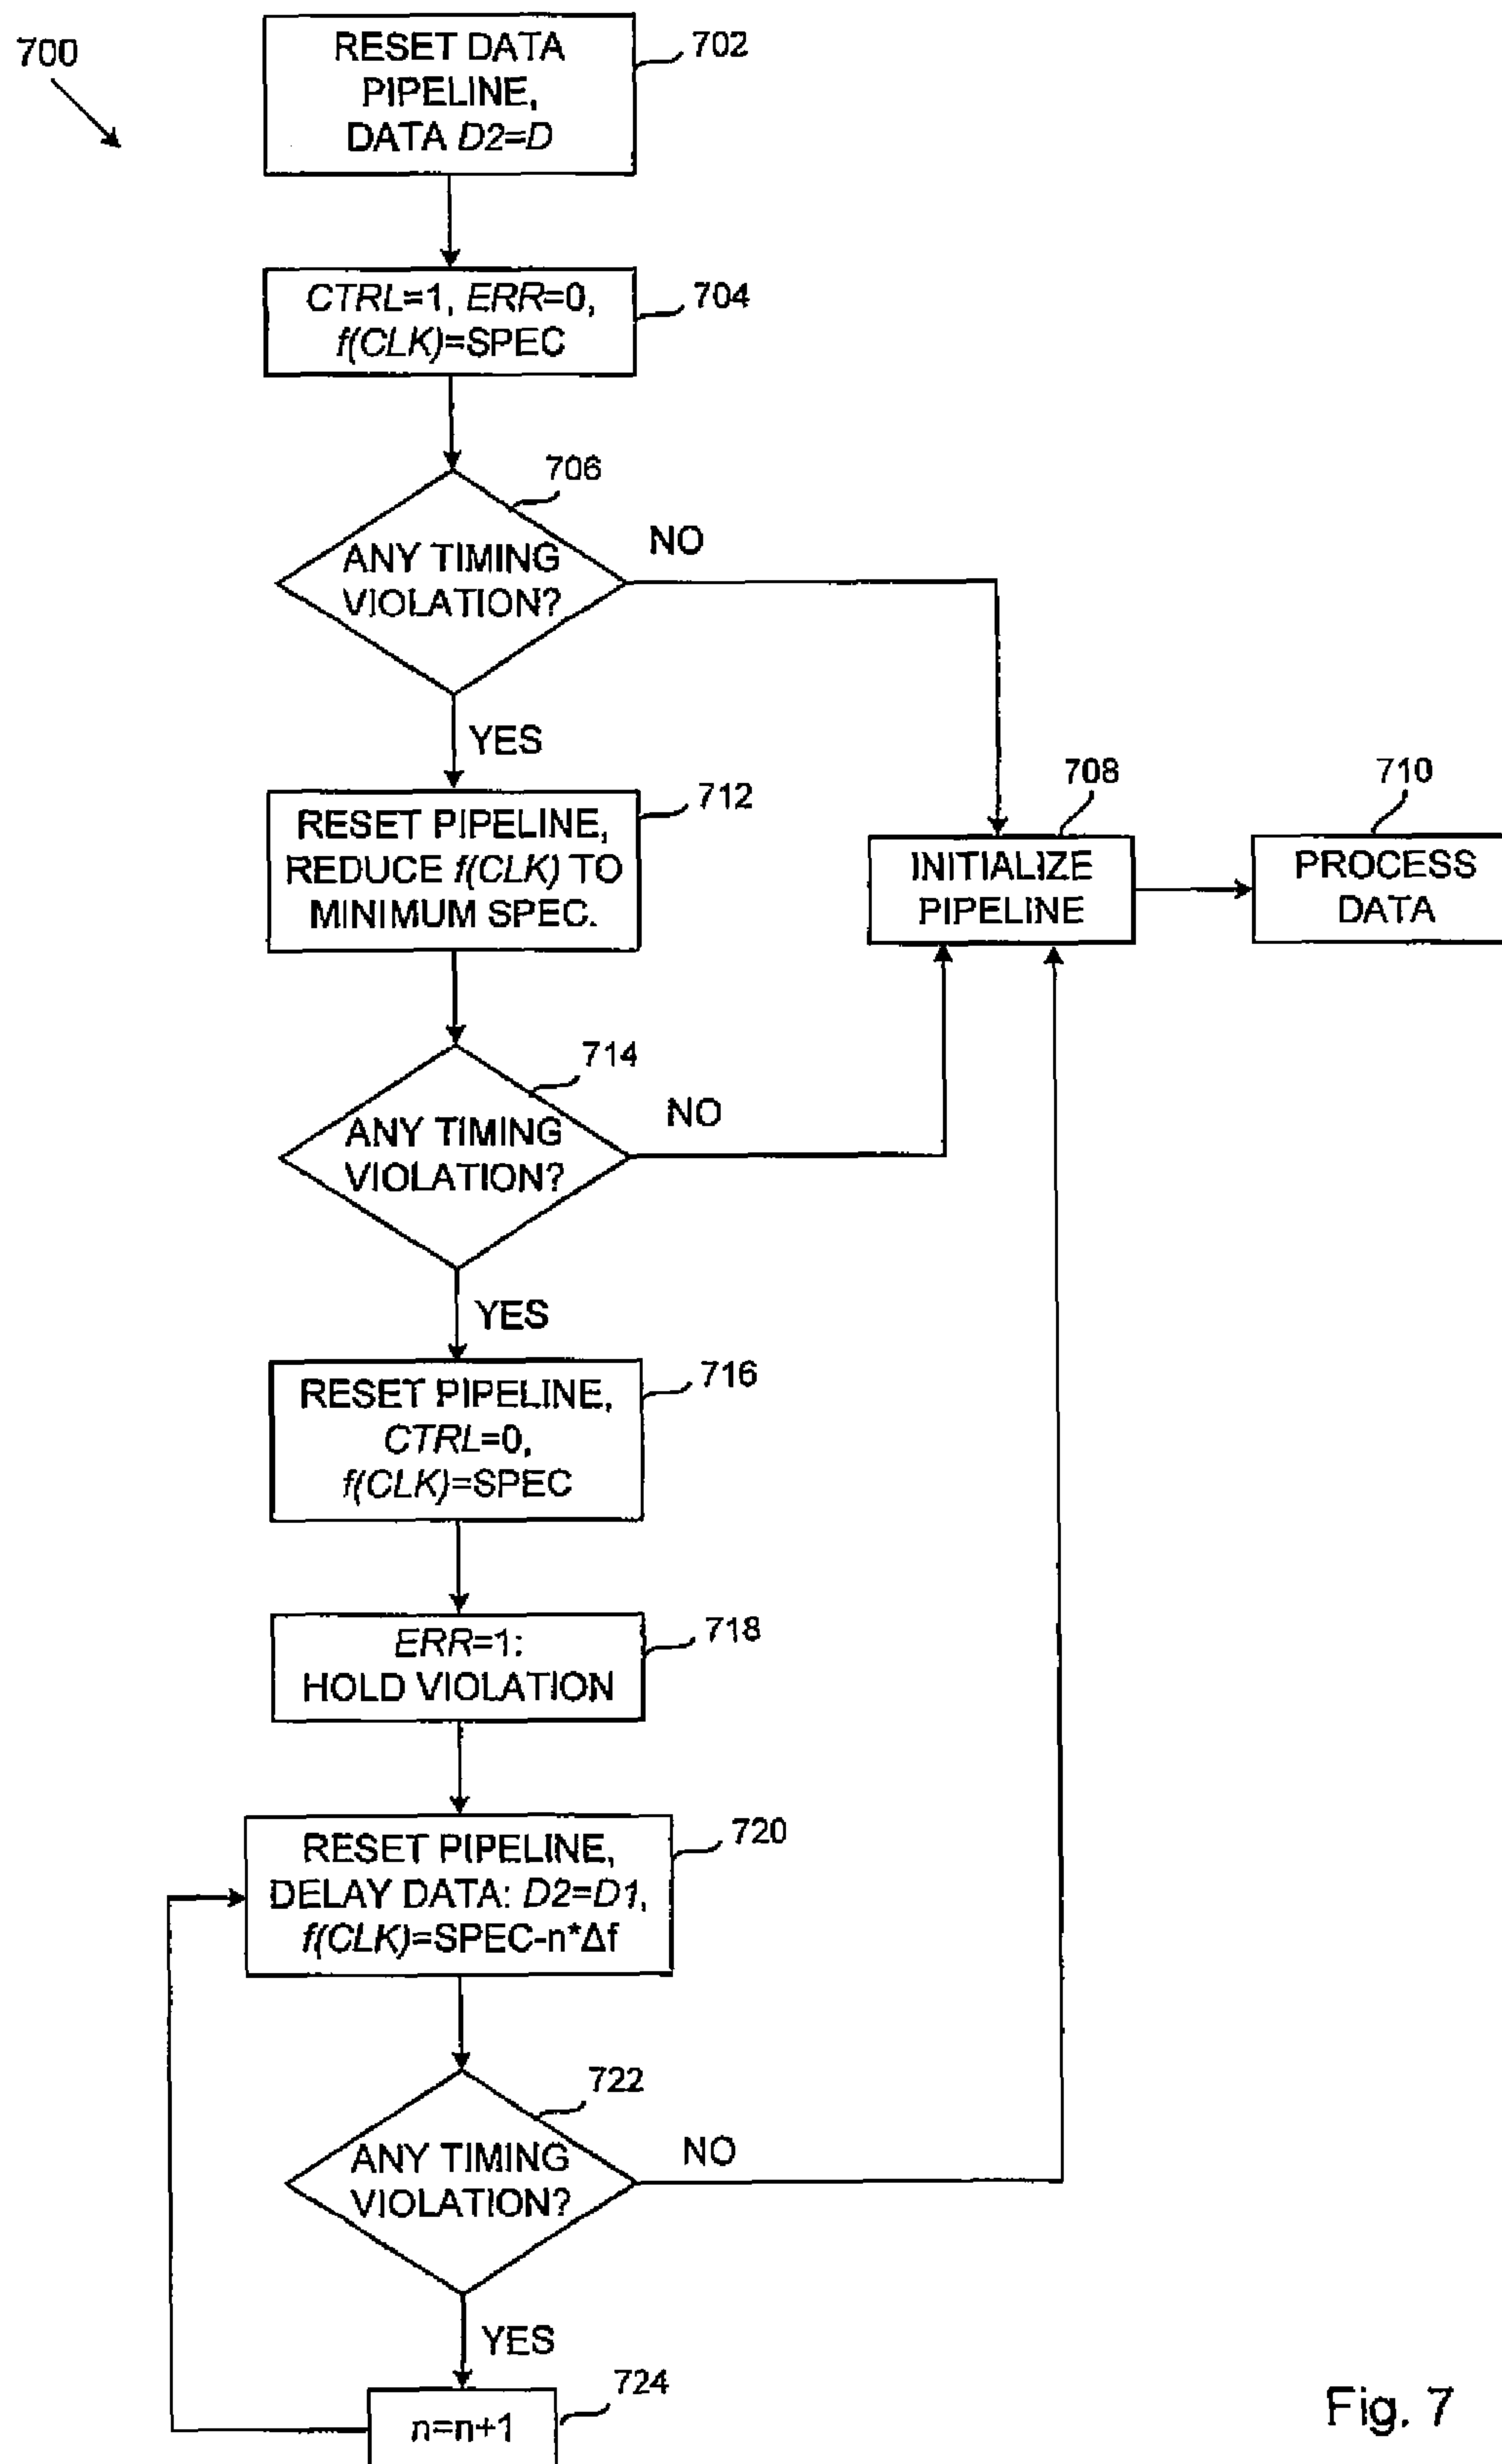 700
RESET DATA
PIPELINE,
DATA D2=D
702
CTRL=1, ERR=0,
f(CLK)=SPEC
704
706
ANY TIMING
VIOLATION?
NO
YES
RESET PIPELINE,
REDUCE f(CLK) TO
MINIMUM SPEC.
712
708
INITIALIZE
PIPELINE
710
PROCESS
DATA
714
ANY TIMING
VIOLATION?
NO
YES
RESET PIPELINE,
CTRL=0,
f(CLK)=SPEC
716
ERR=1:
HOLD VIOLATION
718
RESET PIPELINE,
DELAY DATA: D2=D1,
f(CLK)=SPEC-n*Δf
720
722
ANY TIMING
VIOLATION?
NO
YES
n=n+1
724
Fig. 7